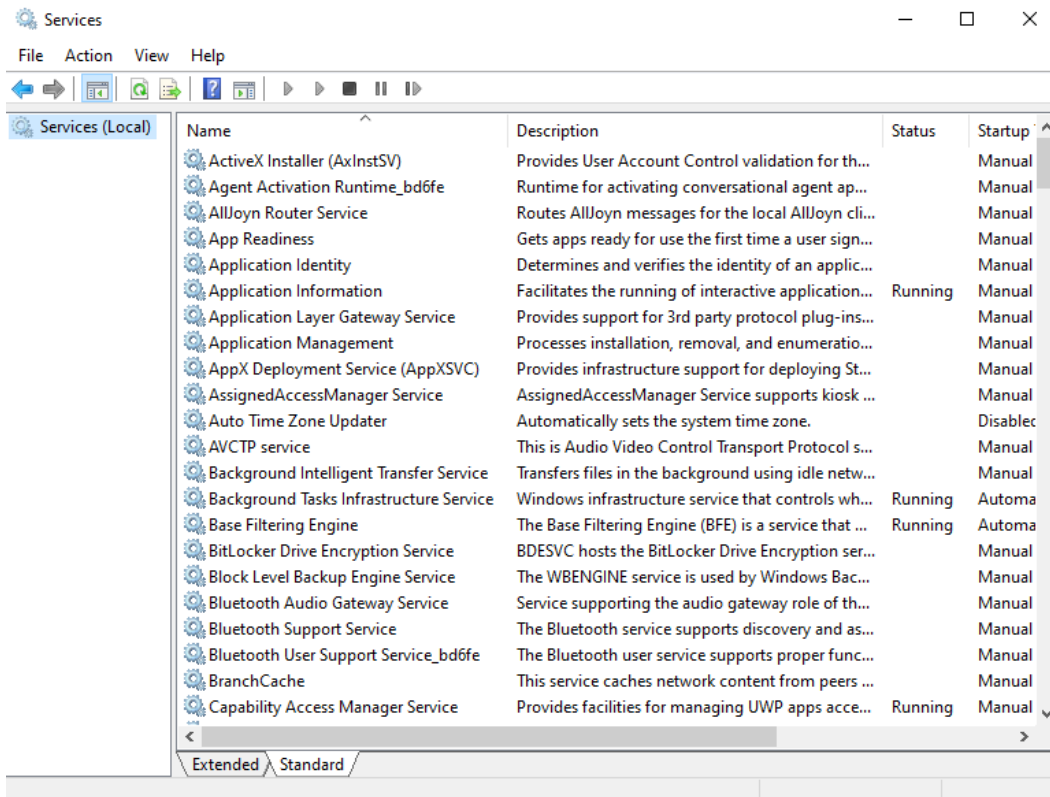 Services
File Action View Help
Services (Local)
Name Description Status Startup
ActiveX Installer (AxInstSV) Provides User Account Control validation for th... Manual
Agent Activation Runtime_bd6fe Runtime for activating conversational agent ap... Manual
AllJoyn Router Service Routes AllJoyn messages for the local AllJoyn cli... Manual
App Readiness Gets apps ready for use the first time a user sign... Manual
Application Identity Determines and verifies the identity of an applic... Manual
Application Information Facilitates the running of interactive application... Running Manual
Application Layer Gateway Service Provides support for 3rd party protocol plug-ins... Manual
Application Management Processes installation, removal, and enumeratio... Manual
AppX Deployment Service (AppXSVC) Provides infrastructure support for deploying St... Manual
AssignedAccessManager Service AssignedAccessManager Service supports kiosk ... Manual
Auto Time Zone Updater Automatically sets the system time zone. Disabled
AVCTP service This is Audio Video Control Transport Protocol s... Manual
Background Intelligent Transfer Service Transfers files in the background using idle netw... Manual
Background Tasks Infrastructure Service Windows infrastructure service that controls wh... Running Automa
Base Filtering Engine The Base Filtering Engine (BFE) is a service that ... Running Automa
BitLocker Drive Encryption Service BDESVC hosts the BitLocker Drive Encryption ser... Manual
Block Level Backup Engine Service The WBENGINE service is used by Windows Bac... Manual
Bluetooth Audio Gateway Service Service supporting the audio gateway role of th... Manual
Bluetooth Support Service The Bluetooth service supports discovery and as... Manual
Bluetooth User Support Service_bd6fe The Bluetooth user service supports proper func... Manual
BranchCache This service caches network content from peers ... Manual
Capability Access Manager Service Provides facilities for managing UWP apps acce... Running Manual
Extended Standard